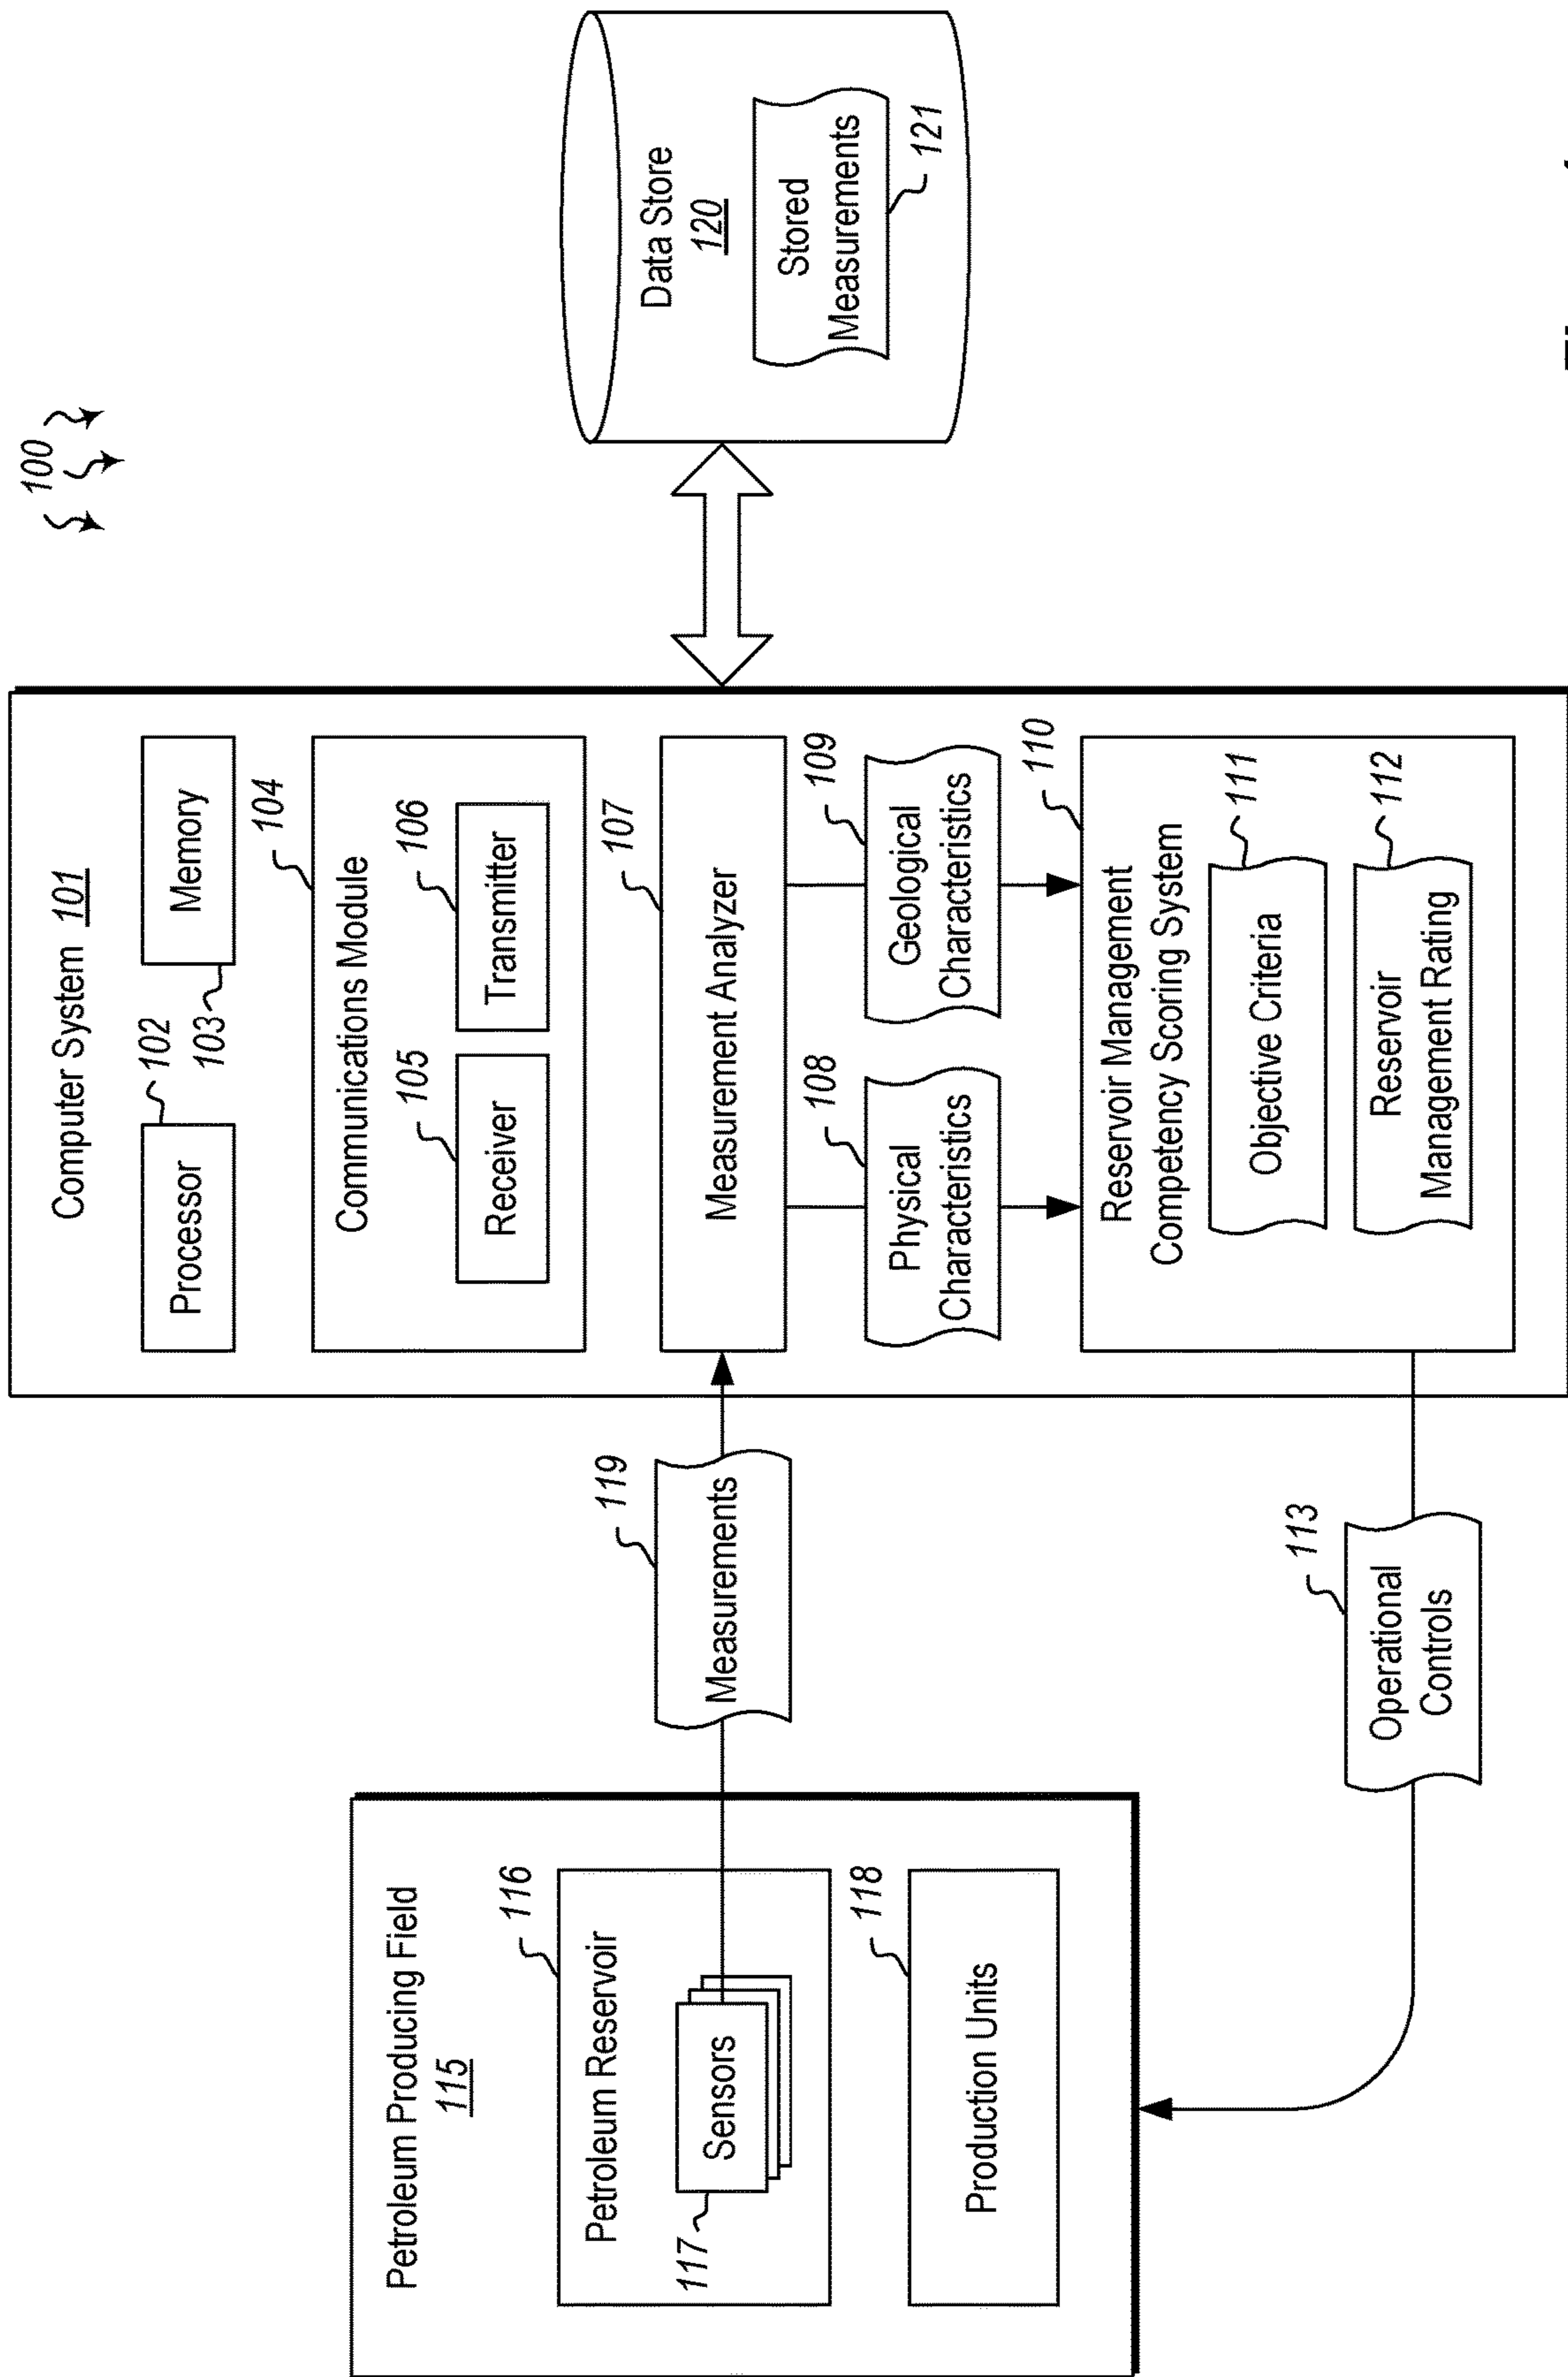 100
Computer System 101
Processor
102
Memory
103
Communications Module
104
Receiver
105
Transmitter
106
Measurement Analyzer
107
Physical
Characteristics
108
Geological
Characteristics
109
Reservoir Management
Competency Scoring System
110
Objective Criteria
111
Reservoir
Management Rating
112
Data Store
120
Stored
Measurements
121
Petroleum Producing Field
115
Petroleum Reservoir
116
Sensors
117
Production Units
118
Measurements
119
Operational
Controls
113